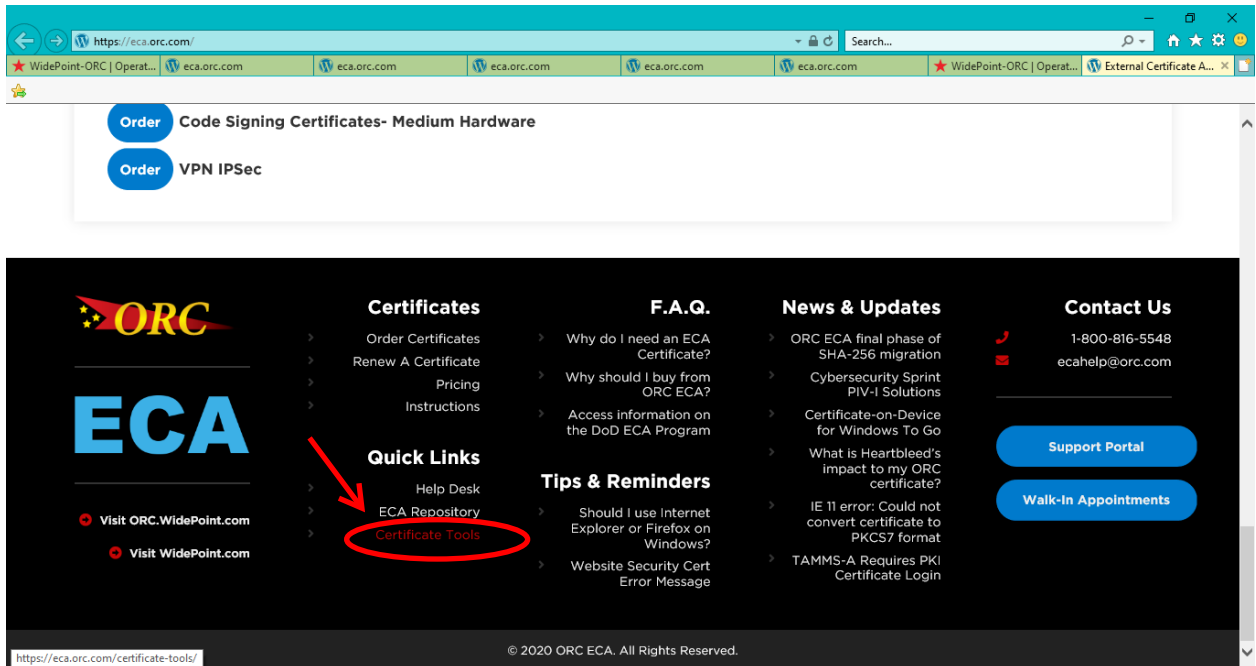 https://eca.orc.com/
Search...
WidePoint-ORC | Operat...
eca.orc.com
eca.orc.com
eca.orc.com
eca.orc.com
eca.orc.com
WidePoint-ORC | Operat...
External Certificate A...
Order Code Signing Certificates- Medium Hardware
Order VPN IPSec
ORC
ECA
Visit ORC.WidePoint.com
Visit WidePoint.com
Certificates
Order Certificates
Renew A Certificate
Pricing
Instructions
Quick Links
Help Desk
ECA Repository
Certificate Tools
F.A.Q.
Why do I need an ECA
Certificate?
Why should I buy from
ORC ECA?
Access information on
the DoD ECA Program
Tips & Reminders
Should I use Internet
Explorer or Firefox on
Windows?
Website Security Cert
Error Message
News & Updates
ORC ECA final phase of
SHA-256 migration
Cybersecurity Sprint
PIV-I Solutions
Certificate-on-Device
for Windows To Go
What is Heartbleed's
impact to my ORC
certificate?
IE 11 error: Could not
convert certificate to
PKCS7 format
TAMMS-A Requires PKI
Certificate Login
Contact Us
1-800-816-5548
ecahelp@orc.com
Support Portal
Walk-In Appointments
© 2020 ORC ECA. All Rights Reserved.
https://eca.orc.com/certificate-tools/